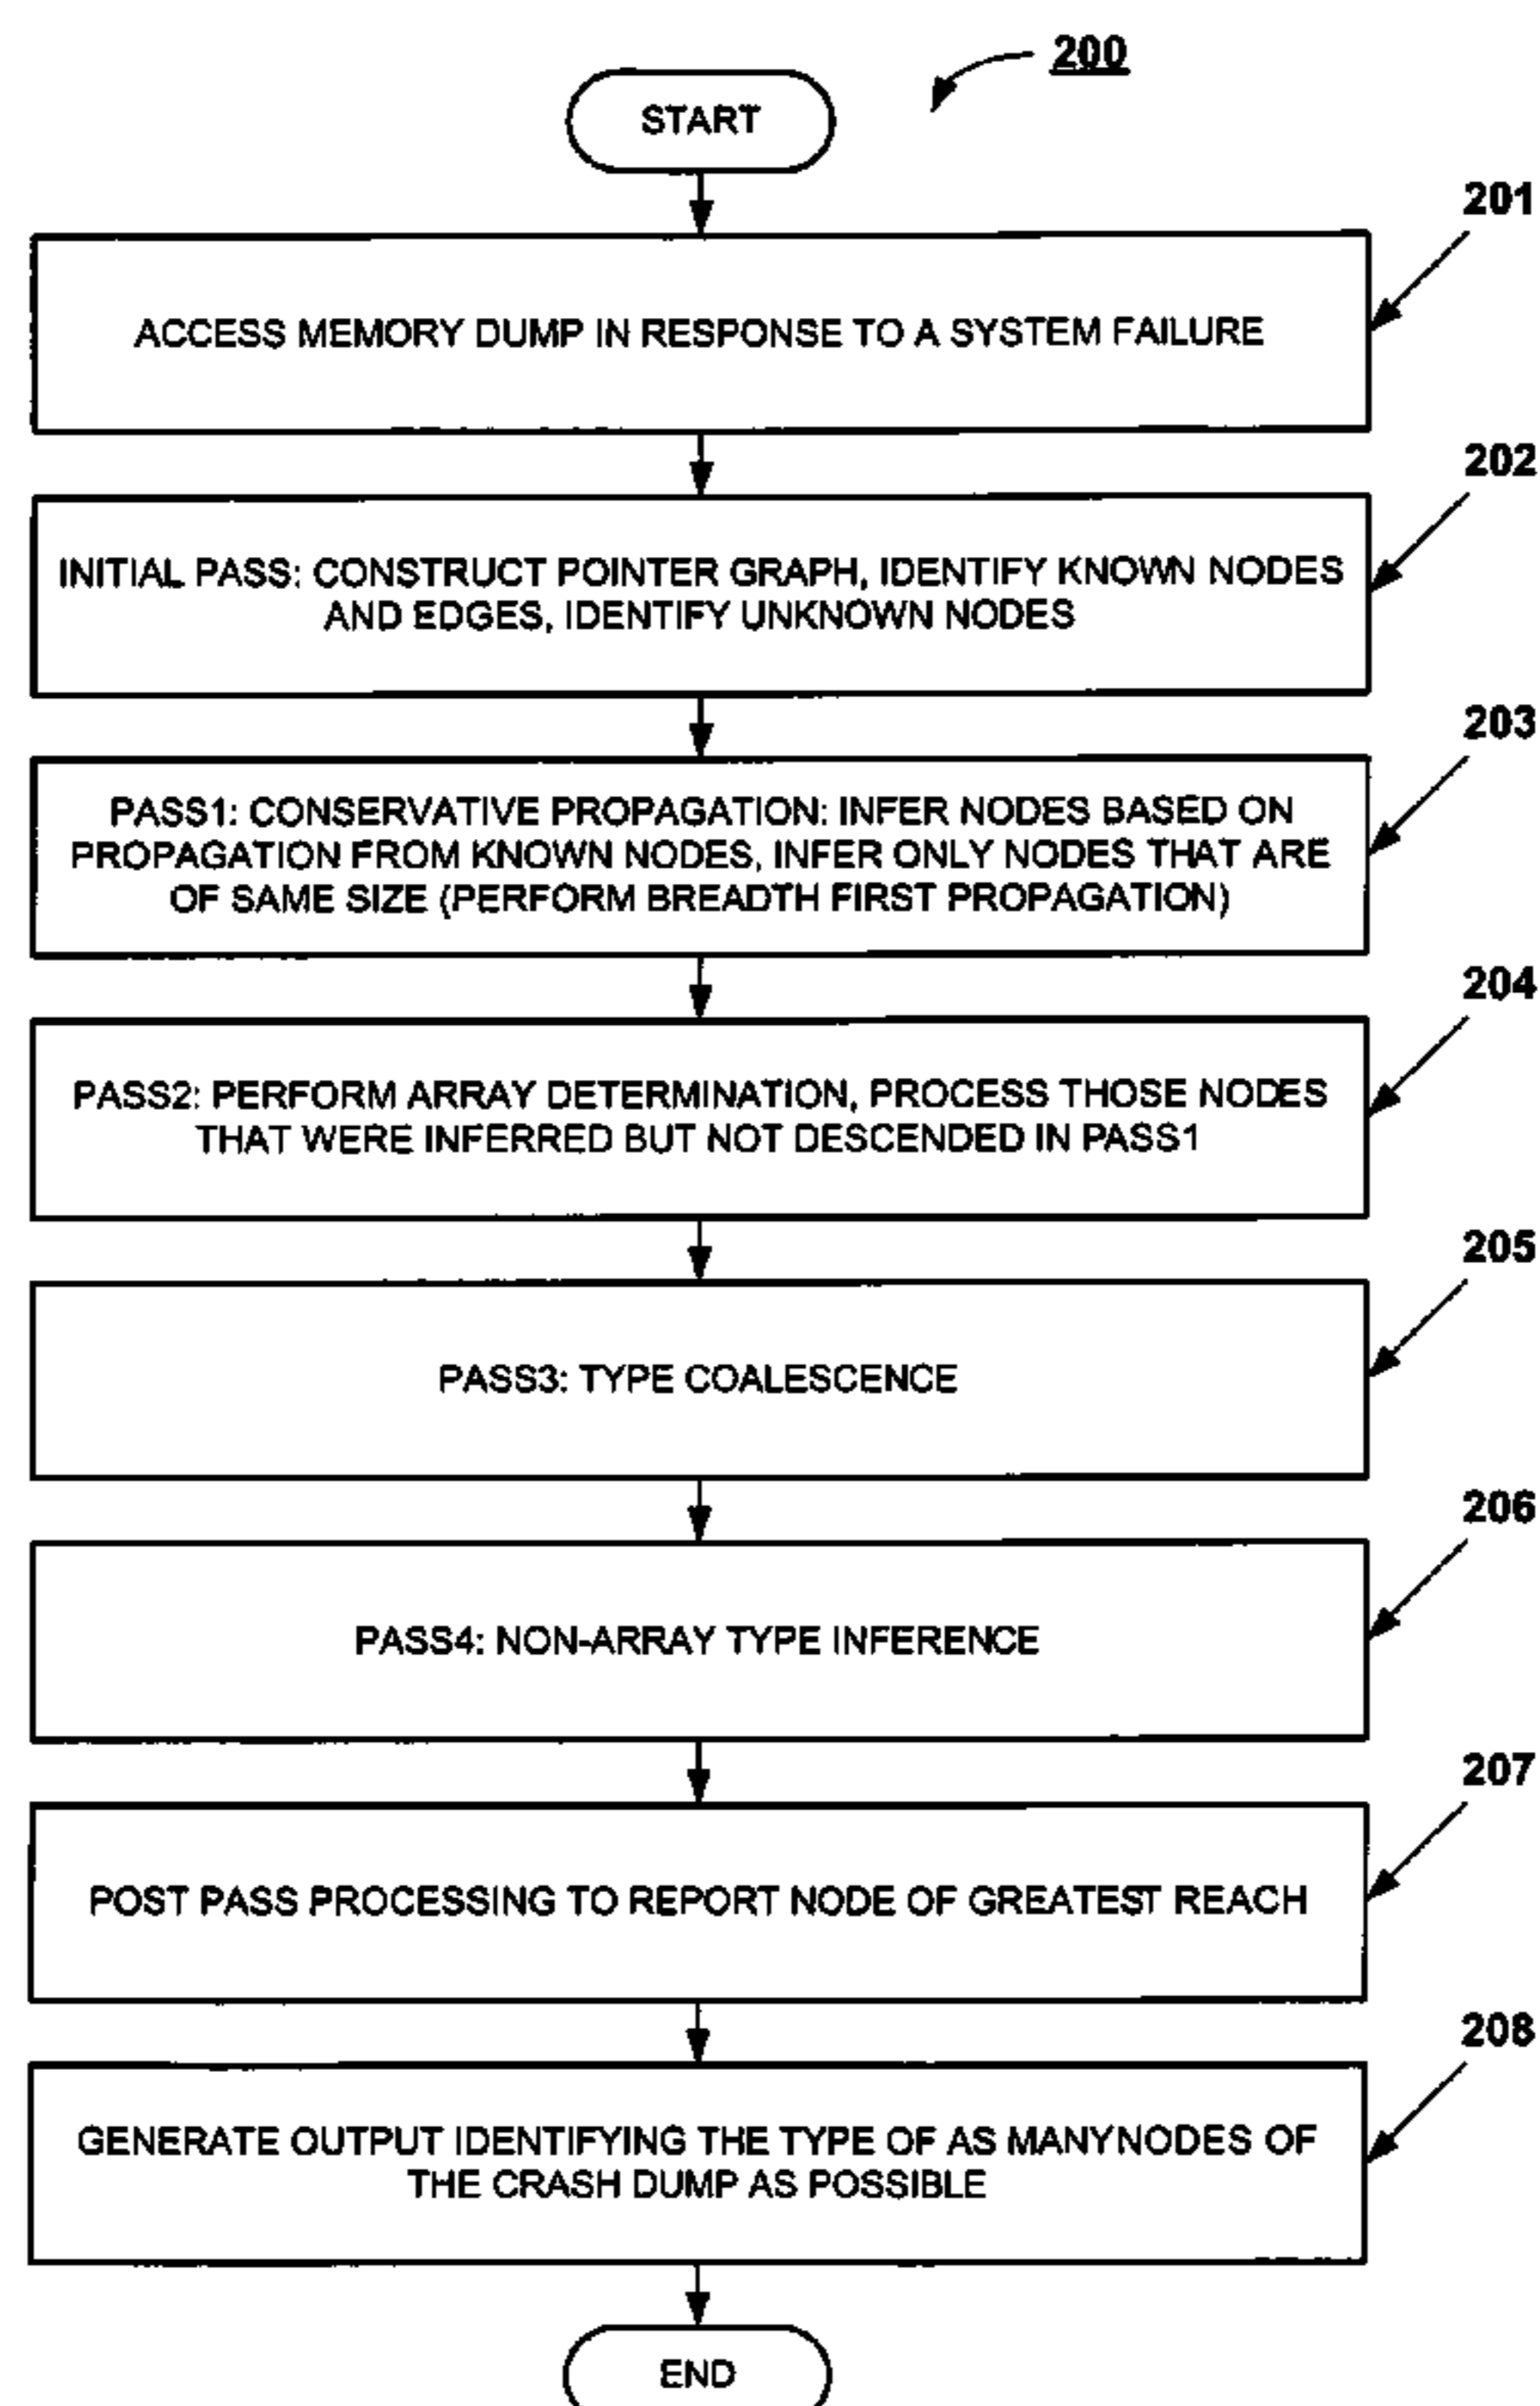 200
START
201
ACCESS MEMORY DUMP IN RESPONSE TO A SYSTEM FAILURE
202
INITIAL PASS: CONSTRUCT POINTER GRAPH, IDENTIFY KNOWN NODES
AND EDGES, IDENTIFY UNKNOWN NODES
203
PASS1: CONSERVATIVE PROPAGATION: INFER NODES BASED ON
PROPAGATION FROM KNOWN NODES, INFER ONLY NODES THAT ARE
OF SAME SIZE (PERFORM BREADTH FIRST PROPAGATION)
204
PASS2: PERFORM ARRAY DETERMINATION, PROCESS THOSE NODES
THAT WERE INFERRED BUT NOT DESCENDED IN PASS1
205
PASS3: TYPE COALESCENCE
206
PASS4: NON-ARRAY TYPE INFERENCE
207
POST PASS PROCESSING TO REPORT NODE OF GREATEST REACH
208
GENERATE OUTPUT IDENTIFYING THE TYPE OF AS MANYNODES OF
THE CRASH DUMP AS POSSIBLE
END